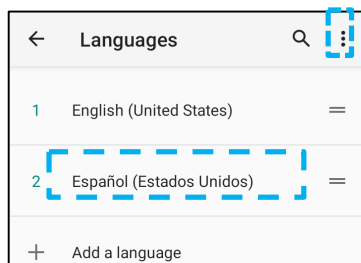 Languages
1 English (United States)
2 Español (Estados Unidos)
Add a language